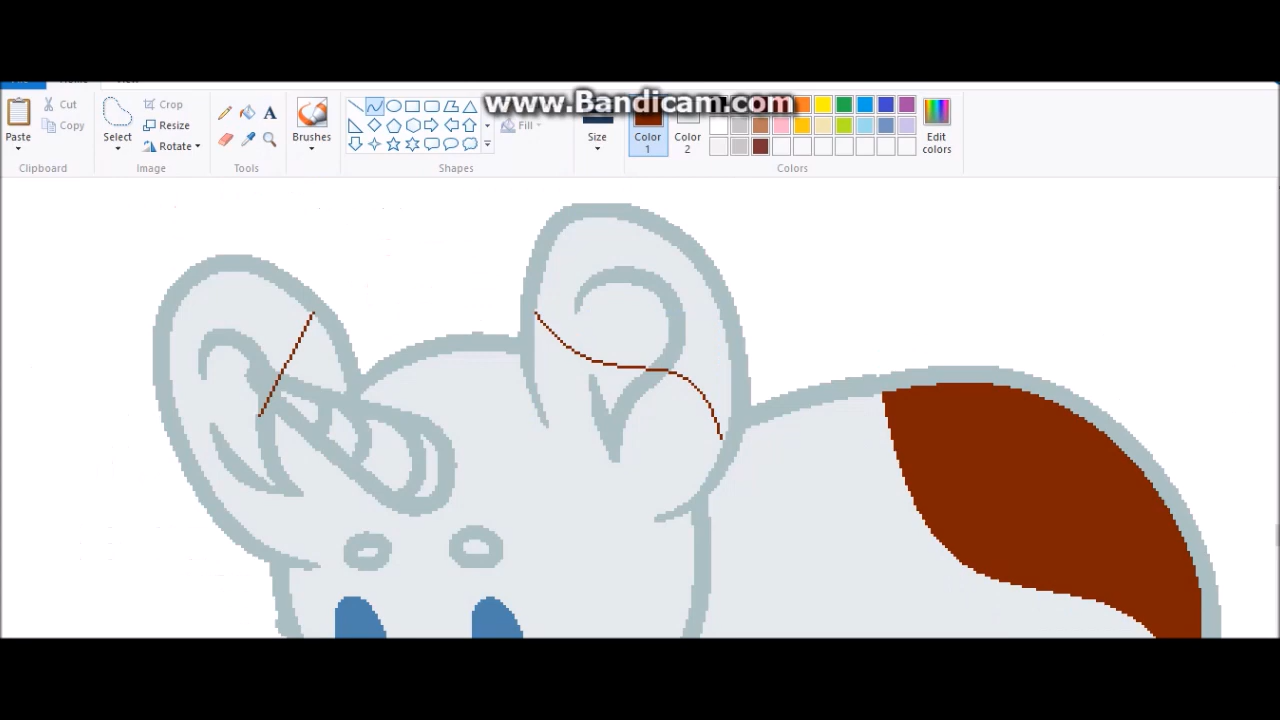 www.Bandicam.com
Cut
Copy
Paste
Clipboard
Crop
Resize
Rotate
Select
Image
Tools
Brushes
Fill
Shapes
Size
Color
1
Color
2
Edit
colors
Colors